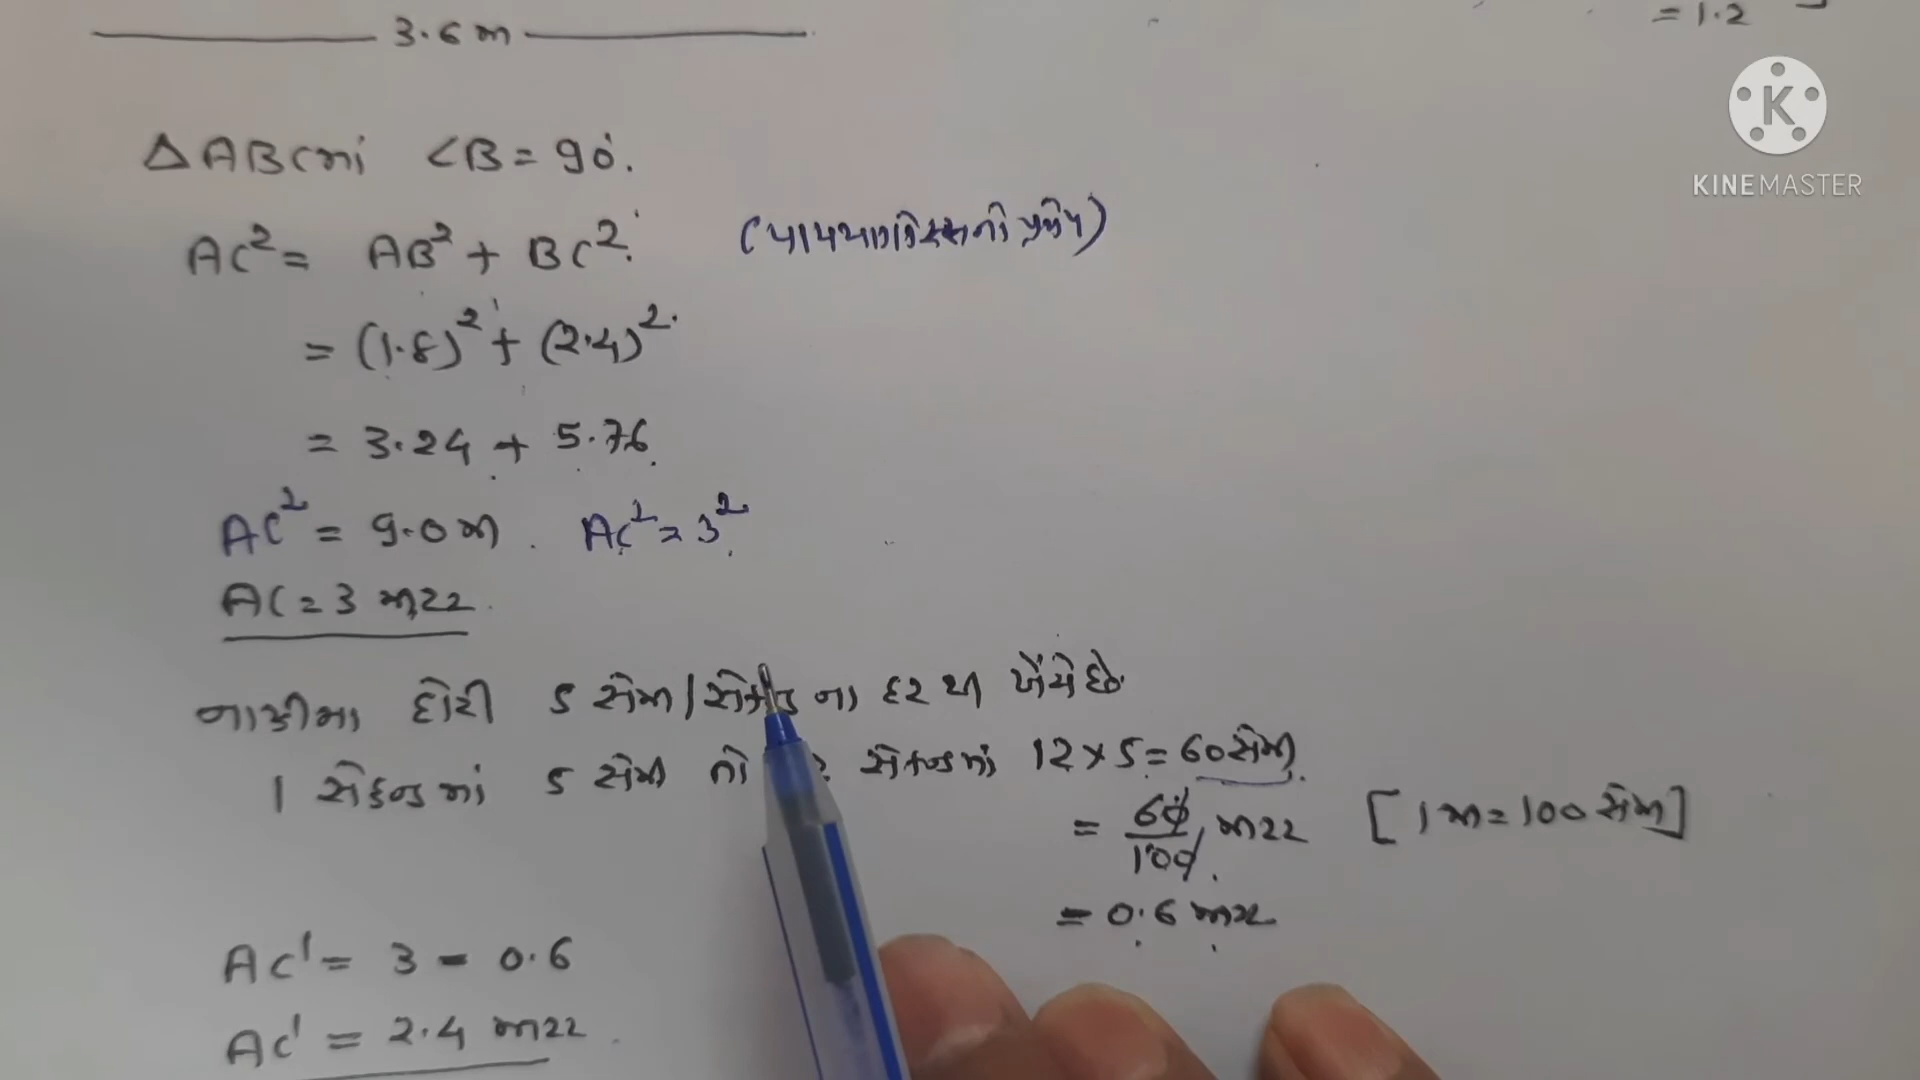 3.6 મી
= 1.2
KINEMASTER
△ABCમાં ∠B = 90°.
AC² = AB² + BC² (પાયથાગોરસનો પ્રમેય)
= (1.8)² + (2.4)²
= 3.24 + 5.76
AC² = 9.0 મી. AC² = 3²
AC = 3 મીટર
નાઝીમા દોરી 5 સેમી/સેકન્ડ ના દર થી ખેંચે છે
1 સેકન્ડ માં 5 સેમી તો સેકન્ડમાં 12 × 5 = 60 સેમી
= 60/100 મીટર [1 મી = 100 સેમી]
= 0.6 મીટર
AC' = 3 - 0.6
AC' = 2.4 મીટર